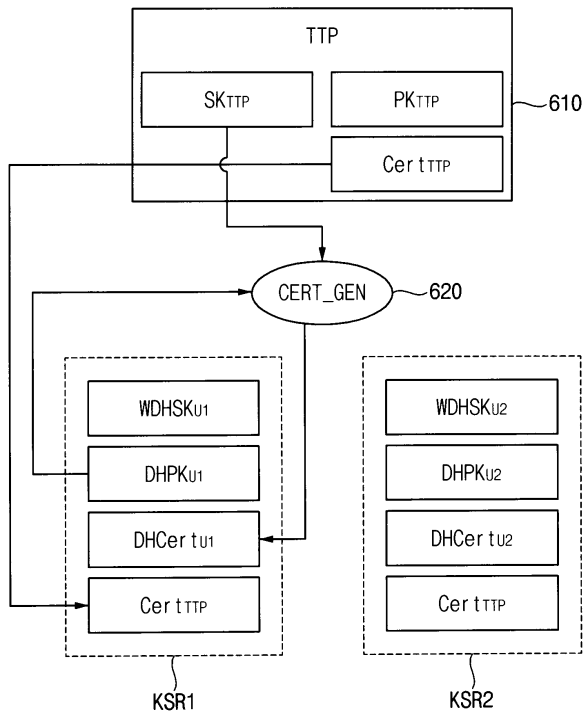 TTP
SKTTP
PKTTP
610
CertTTP
CERT_GEN
620
WDHSKU1
DHPKU1
DHCertU1
CertTTP
KSR1
WDHSKU2
DHPKU2
DHCertU2
CertTTP
KSR2